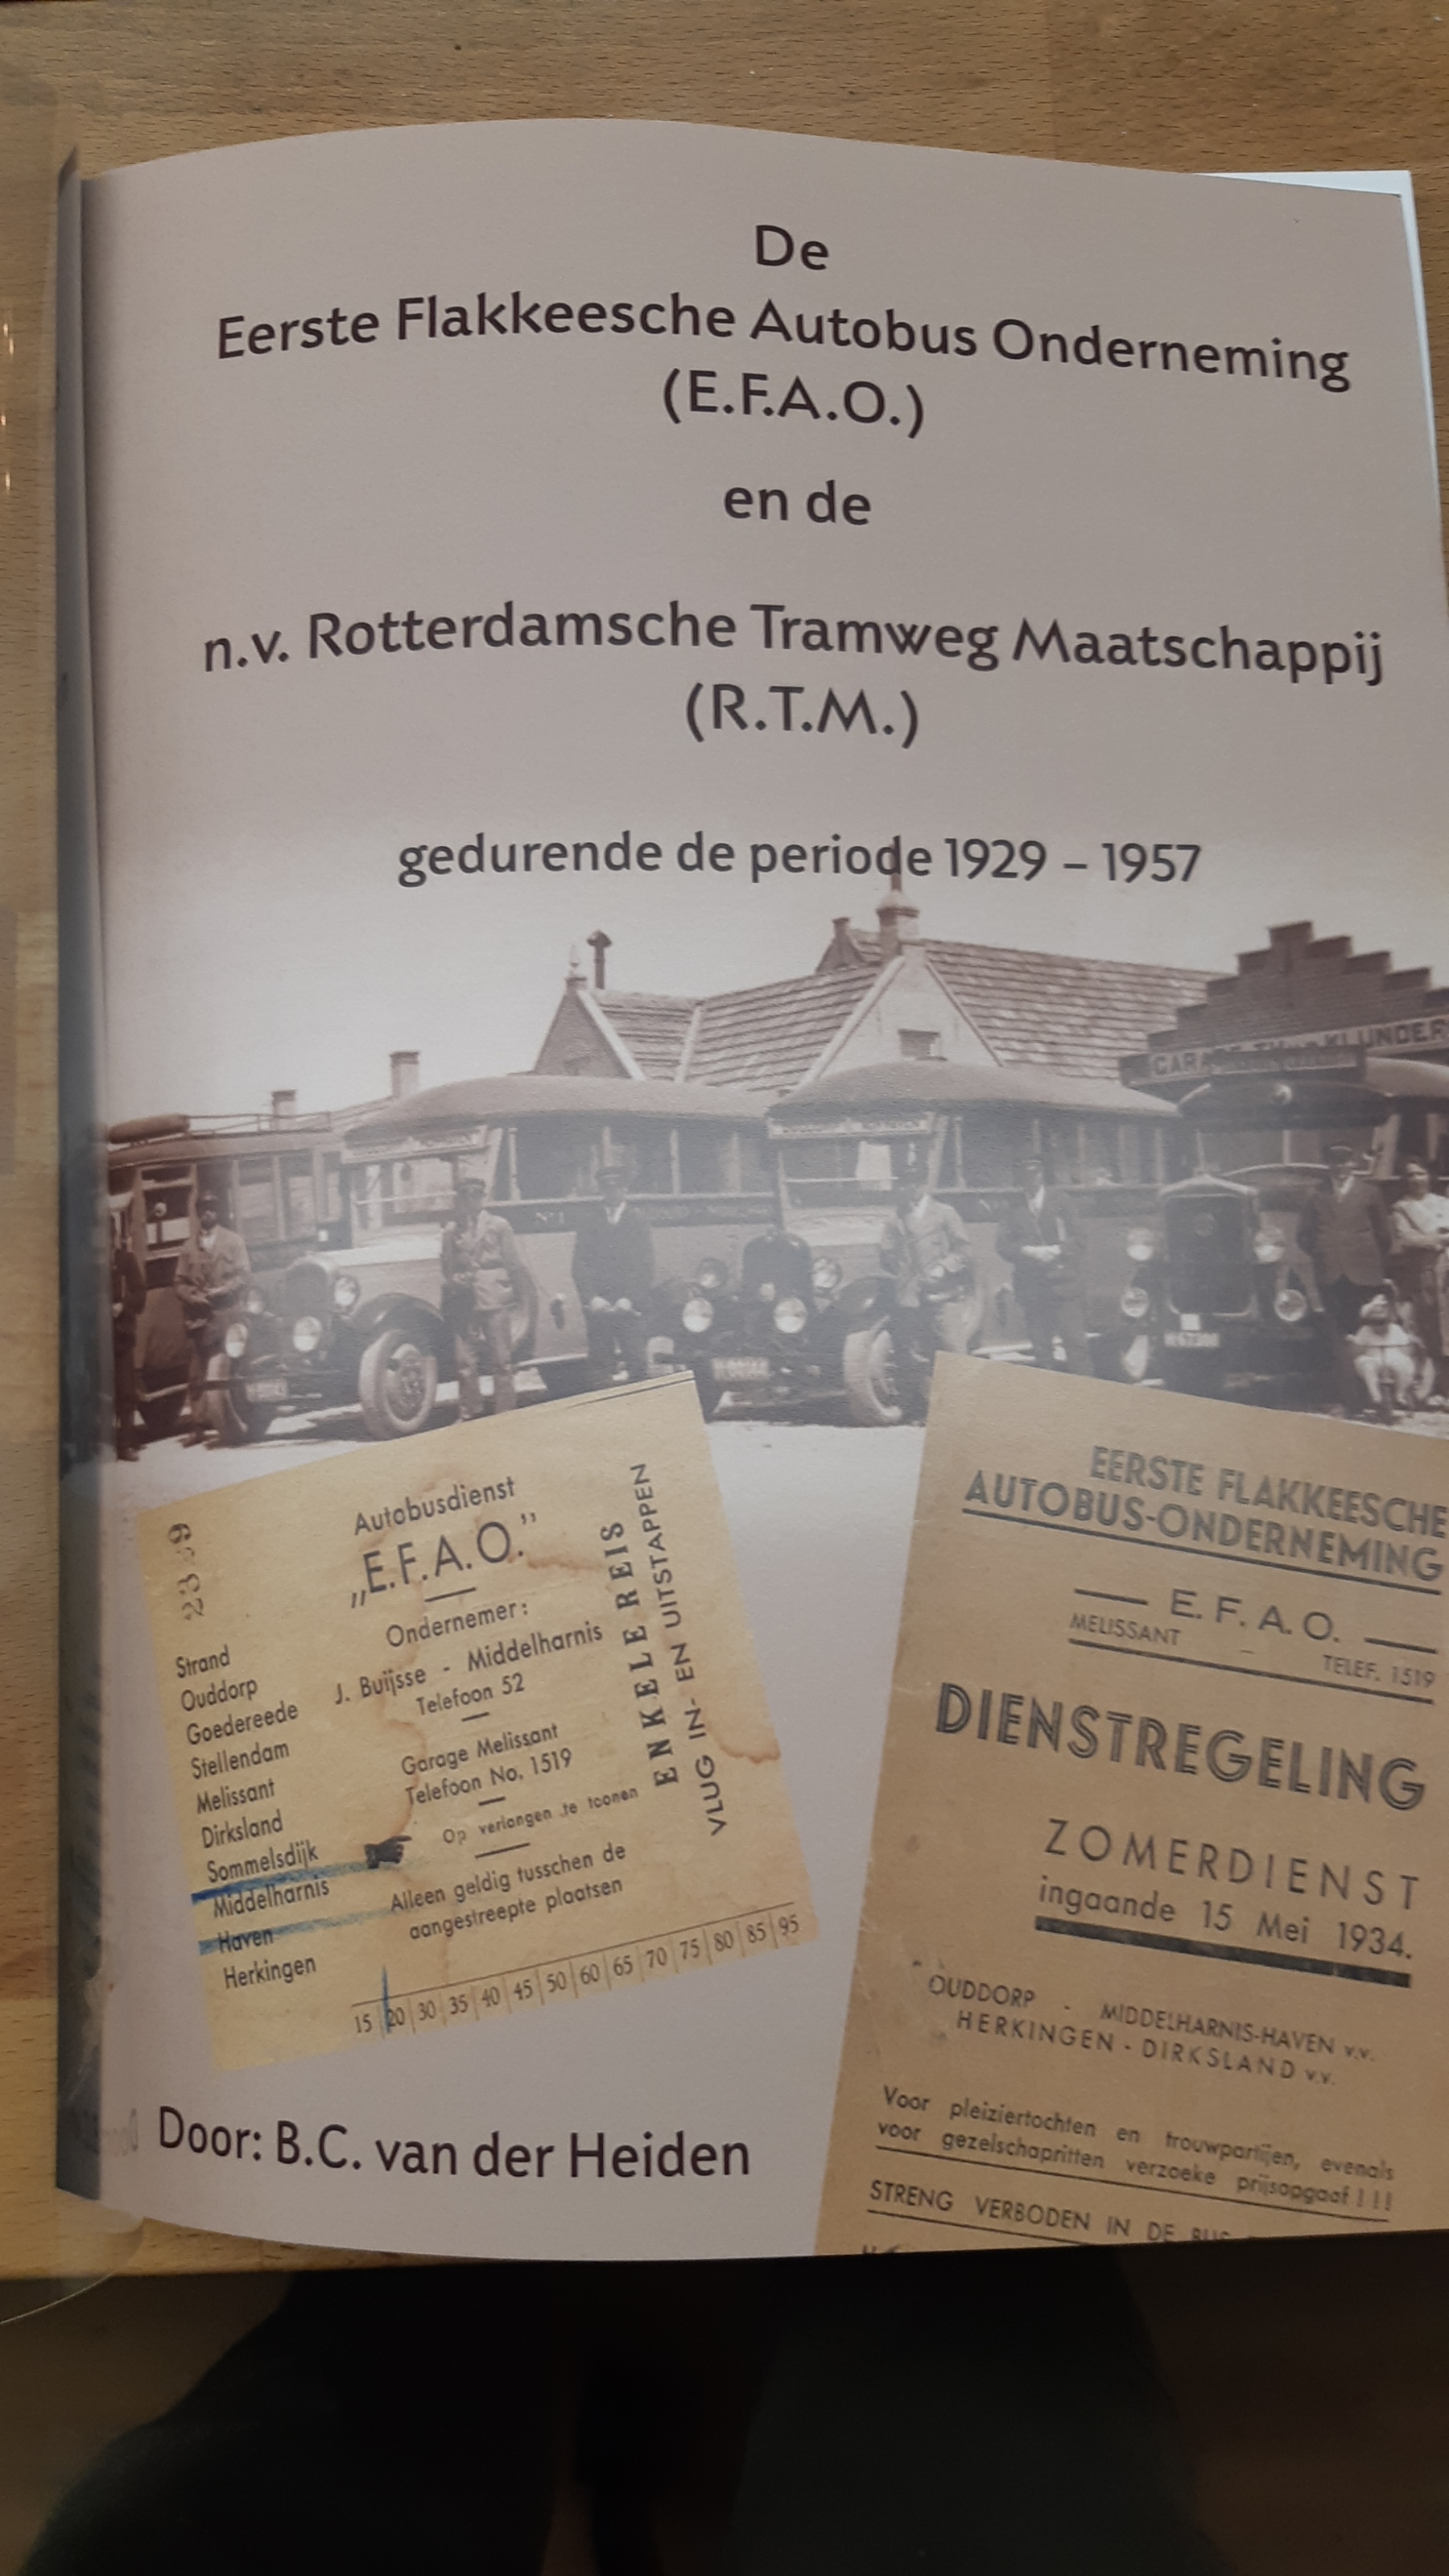 De
Eerste Flakkeesche Autobus Onderneming
(E.F.A.O.)
en de
n.v. Rotterdamsche Tramweg Maatschappij
(R.T.M.)
gedurende de periode 1929 – 1957
KLUNDER
Autobusdienst
„E.F.A.O.”
Ondernemer:
J. Buijsse - Middelharnis
Telefoon 52
Garage Melissant
Telefoon No. 1519
Op verlangen te toonen
Alleen geldig tusschen de
aangestreepte plaatsen
Strand
Ouddorp
Goedereede
Stellendam
Melissant
Dirksland
Sommelsdijk
Middelharnis
Haven
Herkingen
ENKELE REIS
VLUG IN- EN UITSTAPPEN
15 20 30 35 40 45 50 60 65 70 75 80 85 95
EERSTE FLAKKEESCHE
AUTOBUS-ONDERNEMING
— E. F. A. O. —
MELISSANT - TELEF. 1519
DIENSTREGELING
ZOMERDIENST
ingaande 15 Mei 1934.
OUDDORP - MIDDELHARNIS-HAVEN v.v.
HERKINGEN - DIRKSLAND v.v.
Voor pleiziertochten en trouwpartijen, evenals
voor gezelschapritten verzoeke prijsopgaaf!!!
STRENG VERBODEN IN DE BUS
Door: B.C. van der Heiden